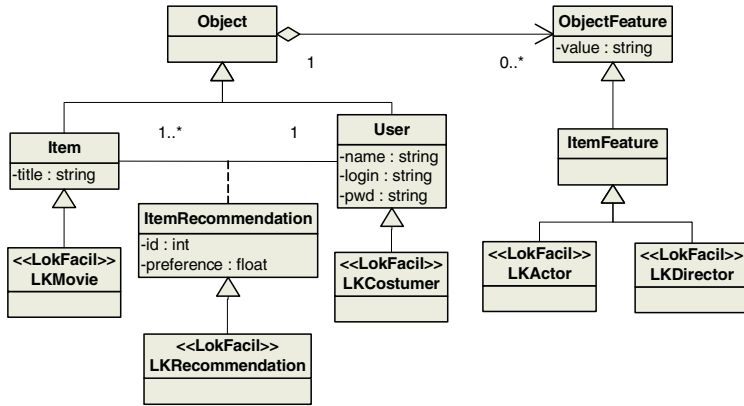 Object
ObjectFeature
-value : string
1
0..*
1..*
1
Item
-title : string
User
-name : string
-login : string
-pwd : string
ItemFeature
ItemRecommendation
-id : int
-preference : float
<<LokFacil>>
LKMovie
<<LokFacil>>
LKCostumer
<<LokFacil>>
LKActor
<<LokFacil>>
LKDirector
<<LokFacil>>
LKRecommendation